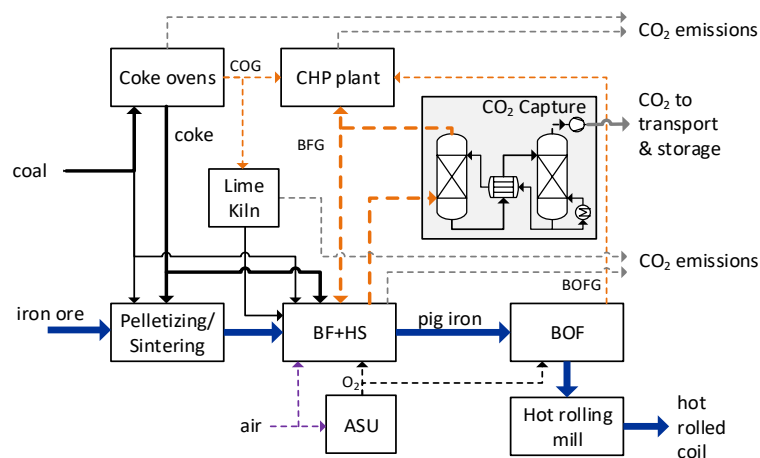 CO₂ emissions
Coke ovens
COG
CHP plant
CO₂ Capture
CO₂ to
transport
& storage
coke
BFG
coal
Lime
Kiln
M
CO₂ emissions
BOFG
iron ore
Pelletizing/
Sintering
BF+HS
pig iron
BOF
O₂
air
ASU
Hot rolling
mill
hot
rolled
coil